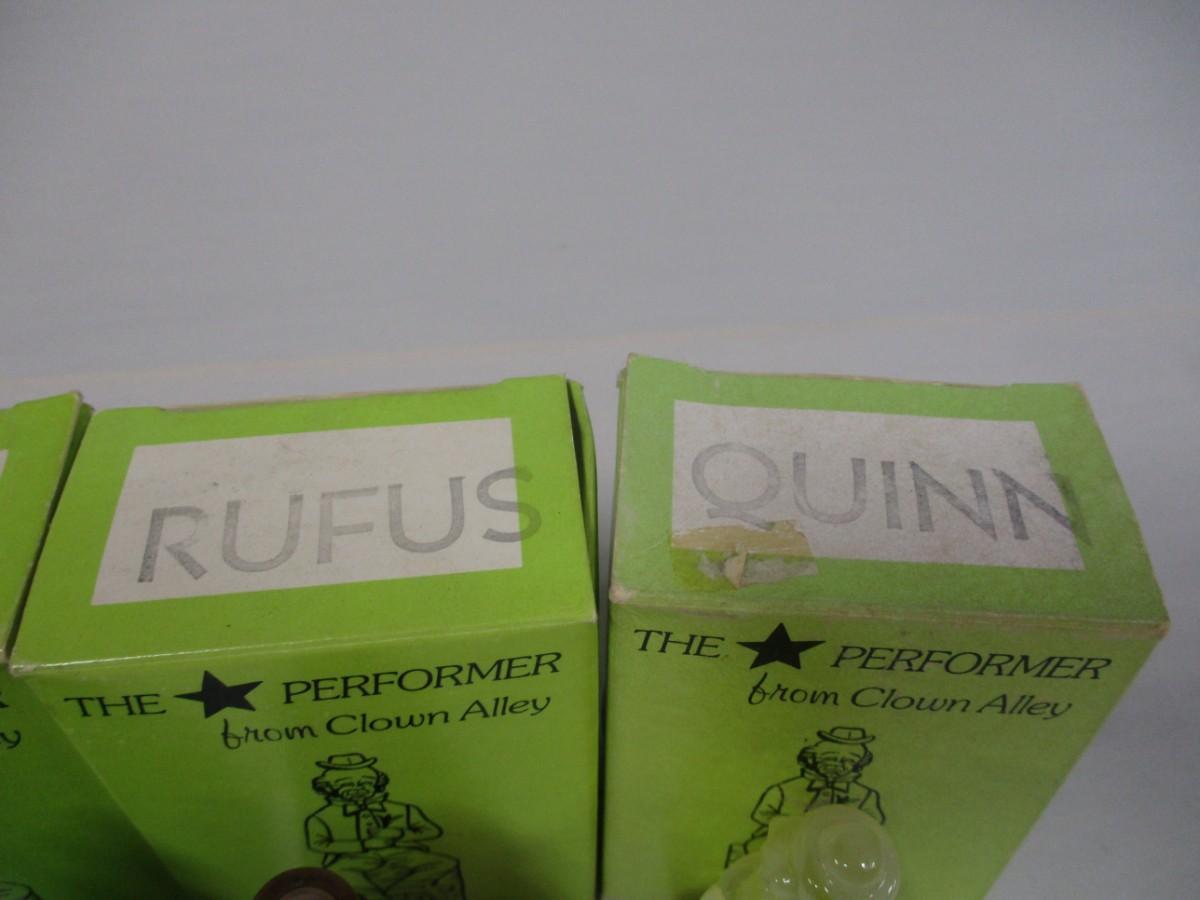 RUFUS
THE ★ PERFORMER
from Clown Alley
QUINN
THE ★ PERFORMER
from Clown Alley